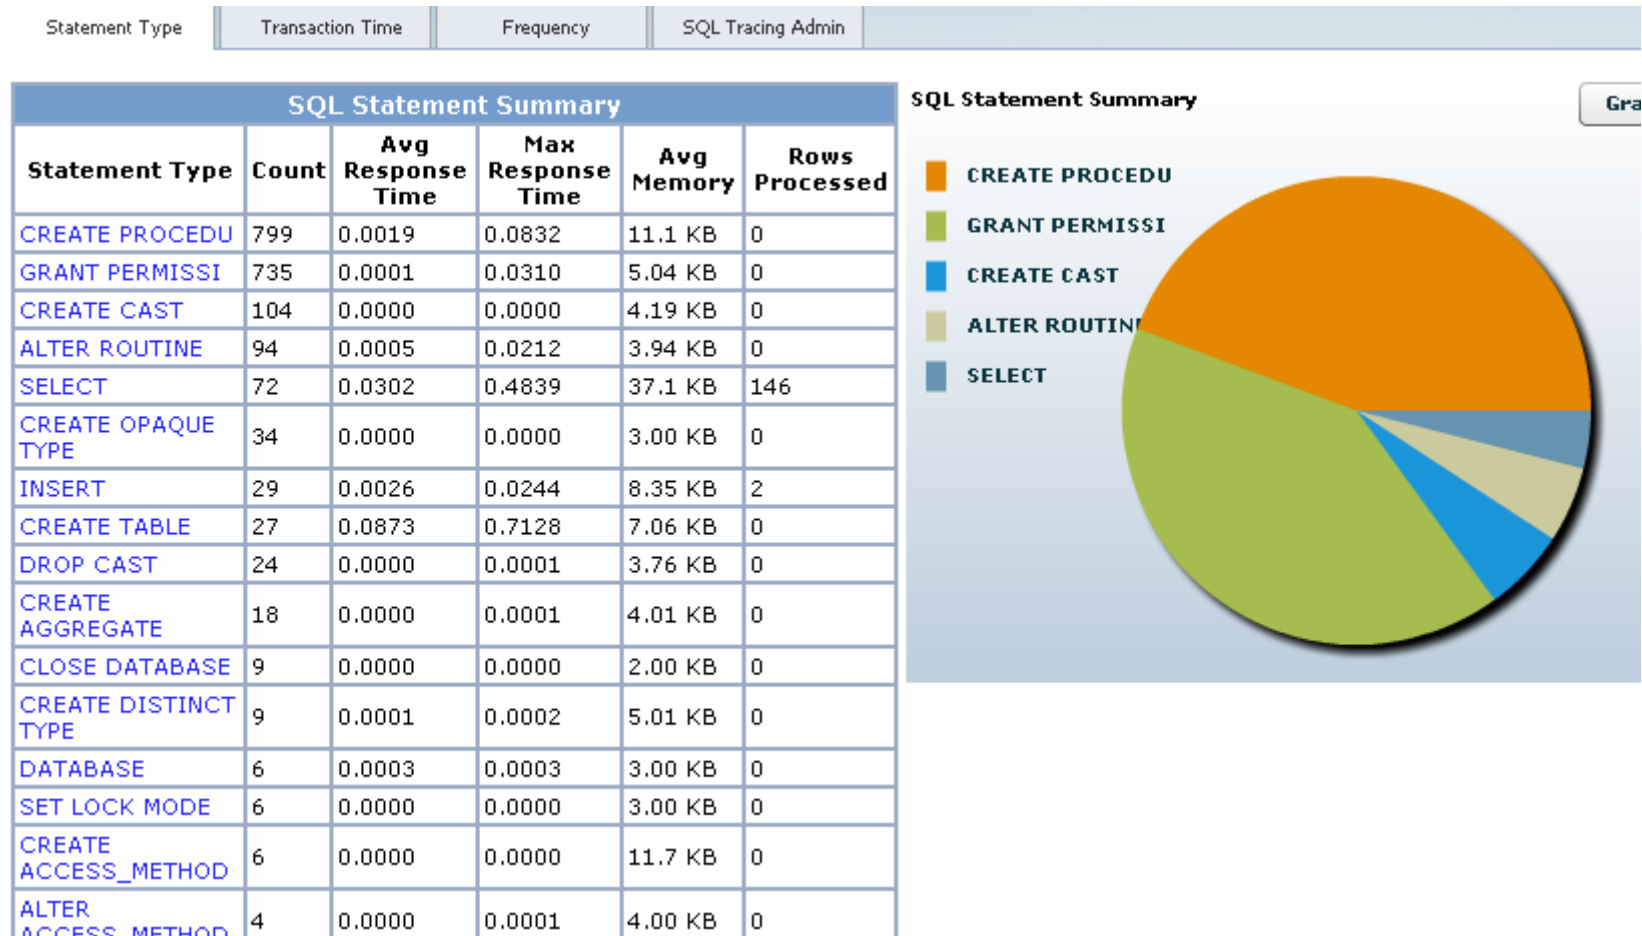 Statement Type Transaction Time Frequency SQL Tracing Admin
SQL Statement Summary
Statement Type Count Avg Response Time Max Response Time Avg Memory Rows Processed
CREATE PROCEDU 799 0.0019 0.0832 11.1 KB 0
GRANT PERMISSI 735 0.0001 0.0310 5.04 KB 0
CREATE CAST 104 0.0000 0.0000 4.19 KB 0
ALTER ROUTINE 94 0.0005 0.0212 3.94 KB 0
SELECT 72 0.0302 0.4839 37.1 KB 146
CREATE OPAQUE TYPE 34 0.0000 0.0000 3.00 KB 0
INSERT 29 0.0026 0.0244 8.35 KB 2
CREATE TABLE 27 0.0873 0.7128 7.06 KB 0
DROP CAST 24 0.0000 0.0001 3.76 KB 0
CREATE AGGREGATE 18 0.0000 0.0001 4.01 KB 0
CLOSE DATABASE 9 0.0000 0.0000 2.00 KB 0
CREATE DISTINCT TYPE 9 0.0001 0.0002 5.01 KB 0
DATABASE 6 0.0003 0.0003 3.00 KB 0
SET LOCK MODE 6 0.0000 0.0000 3.00 KB 0
CREATE ACCESS_METHOD 6 0.0000 0.0000 11.7 KB 0
ALTER ACCESS_METHOD 4 0.0000 0.0001 4.00 KB 0
SQL Statement Summary
Gra
CREATE PROCEDU
GRANT PERMISSI
CREATE CAST
ALTER ROUTIN
SELECT